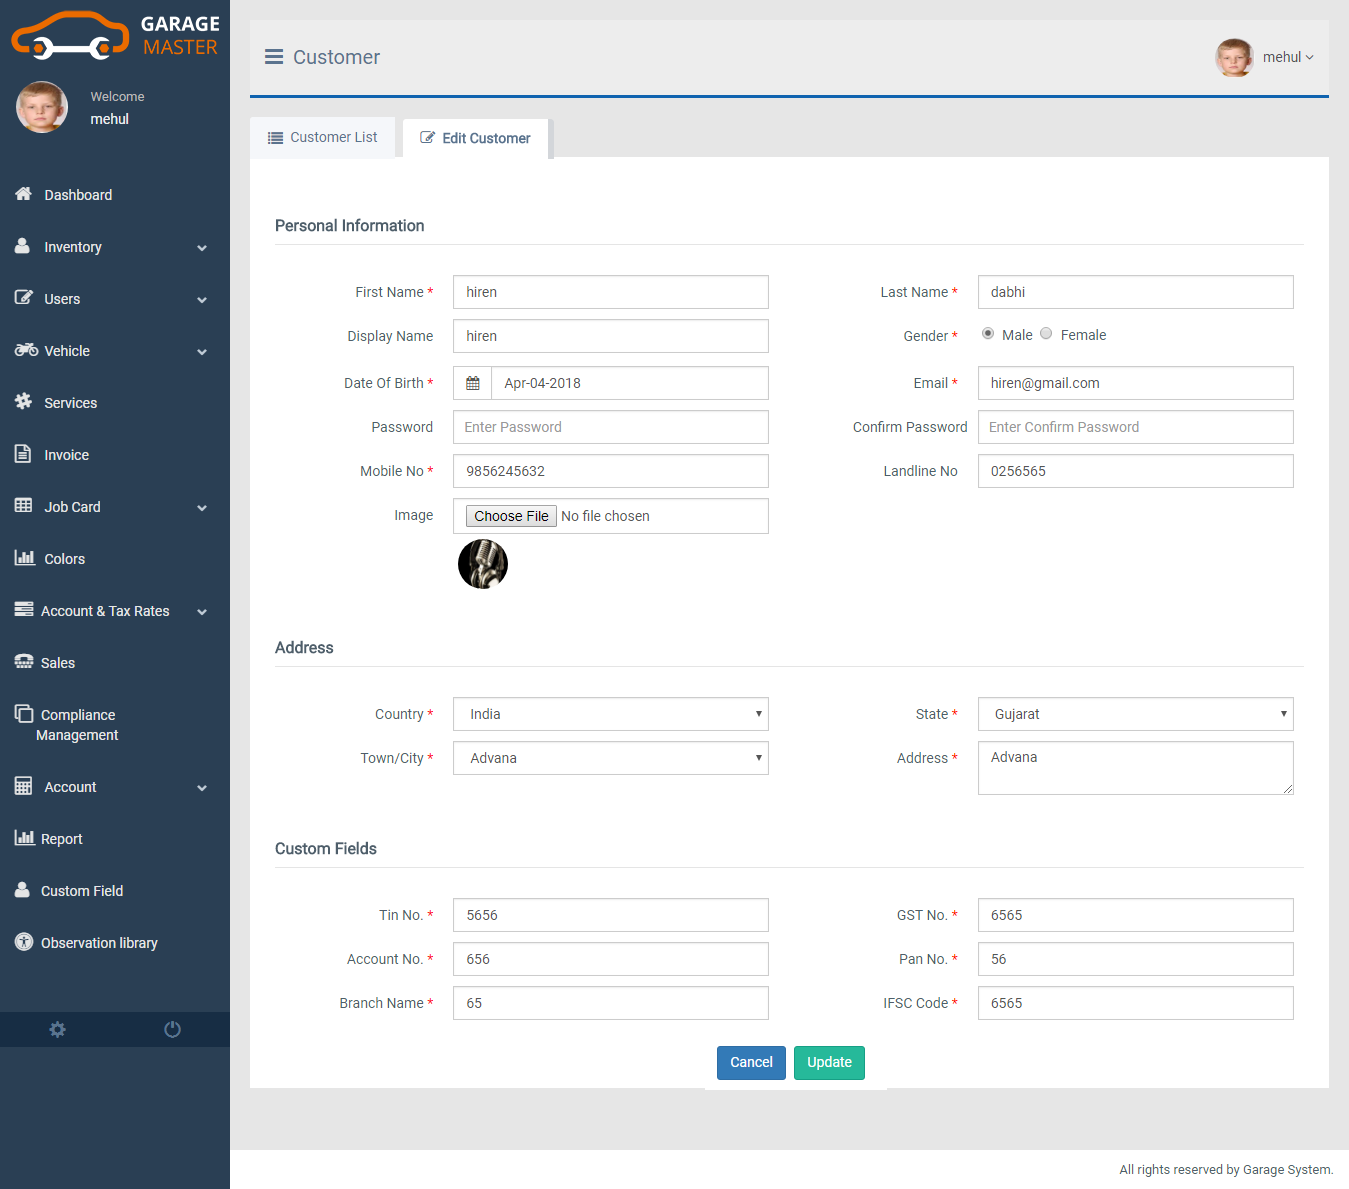 GARAGE
MASTER
Welcome
mehul
Dashboard
Inventory
Users
Vehicle
Services
Invoice
Job Card
Colors
Account & Tax Rates
Sales
Compliance
Management
Account
Report
Custom Field
Observation library
Customer
mehul
Customer List
Edit Customer
Personal Information
First Name * hiren
Last Name * dabhi
Display Name hiren
Gender * Male Female
Date Of Birth * Apr-04-2018
Email * hiren@gmail.com
Password Enter Password
Confirm Password Enter Confirm Password
Mobile No * 9856245632
Landline No 0256565
Image Choose File No file chosen
Address
Country * India
State * Gujarat
Town/City * Advana
Address * Advana
Custom Fields
Tin No. * 5656
GST No. * 6565
Account No. * 656
Pan No. * 56
Branch Name * 65
IFSC Code * 6565
Cancel
Update
All rights reserved by Garage System.